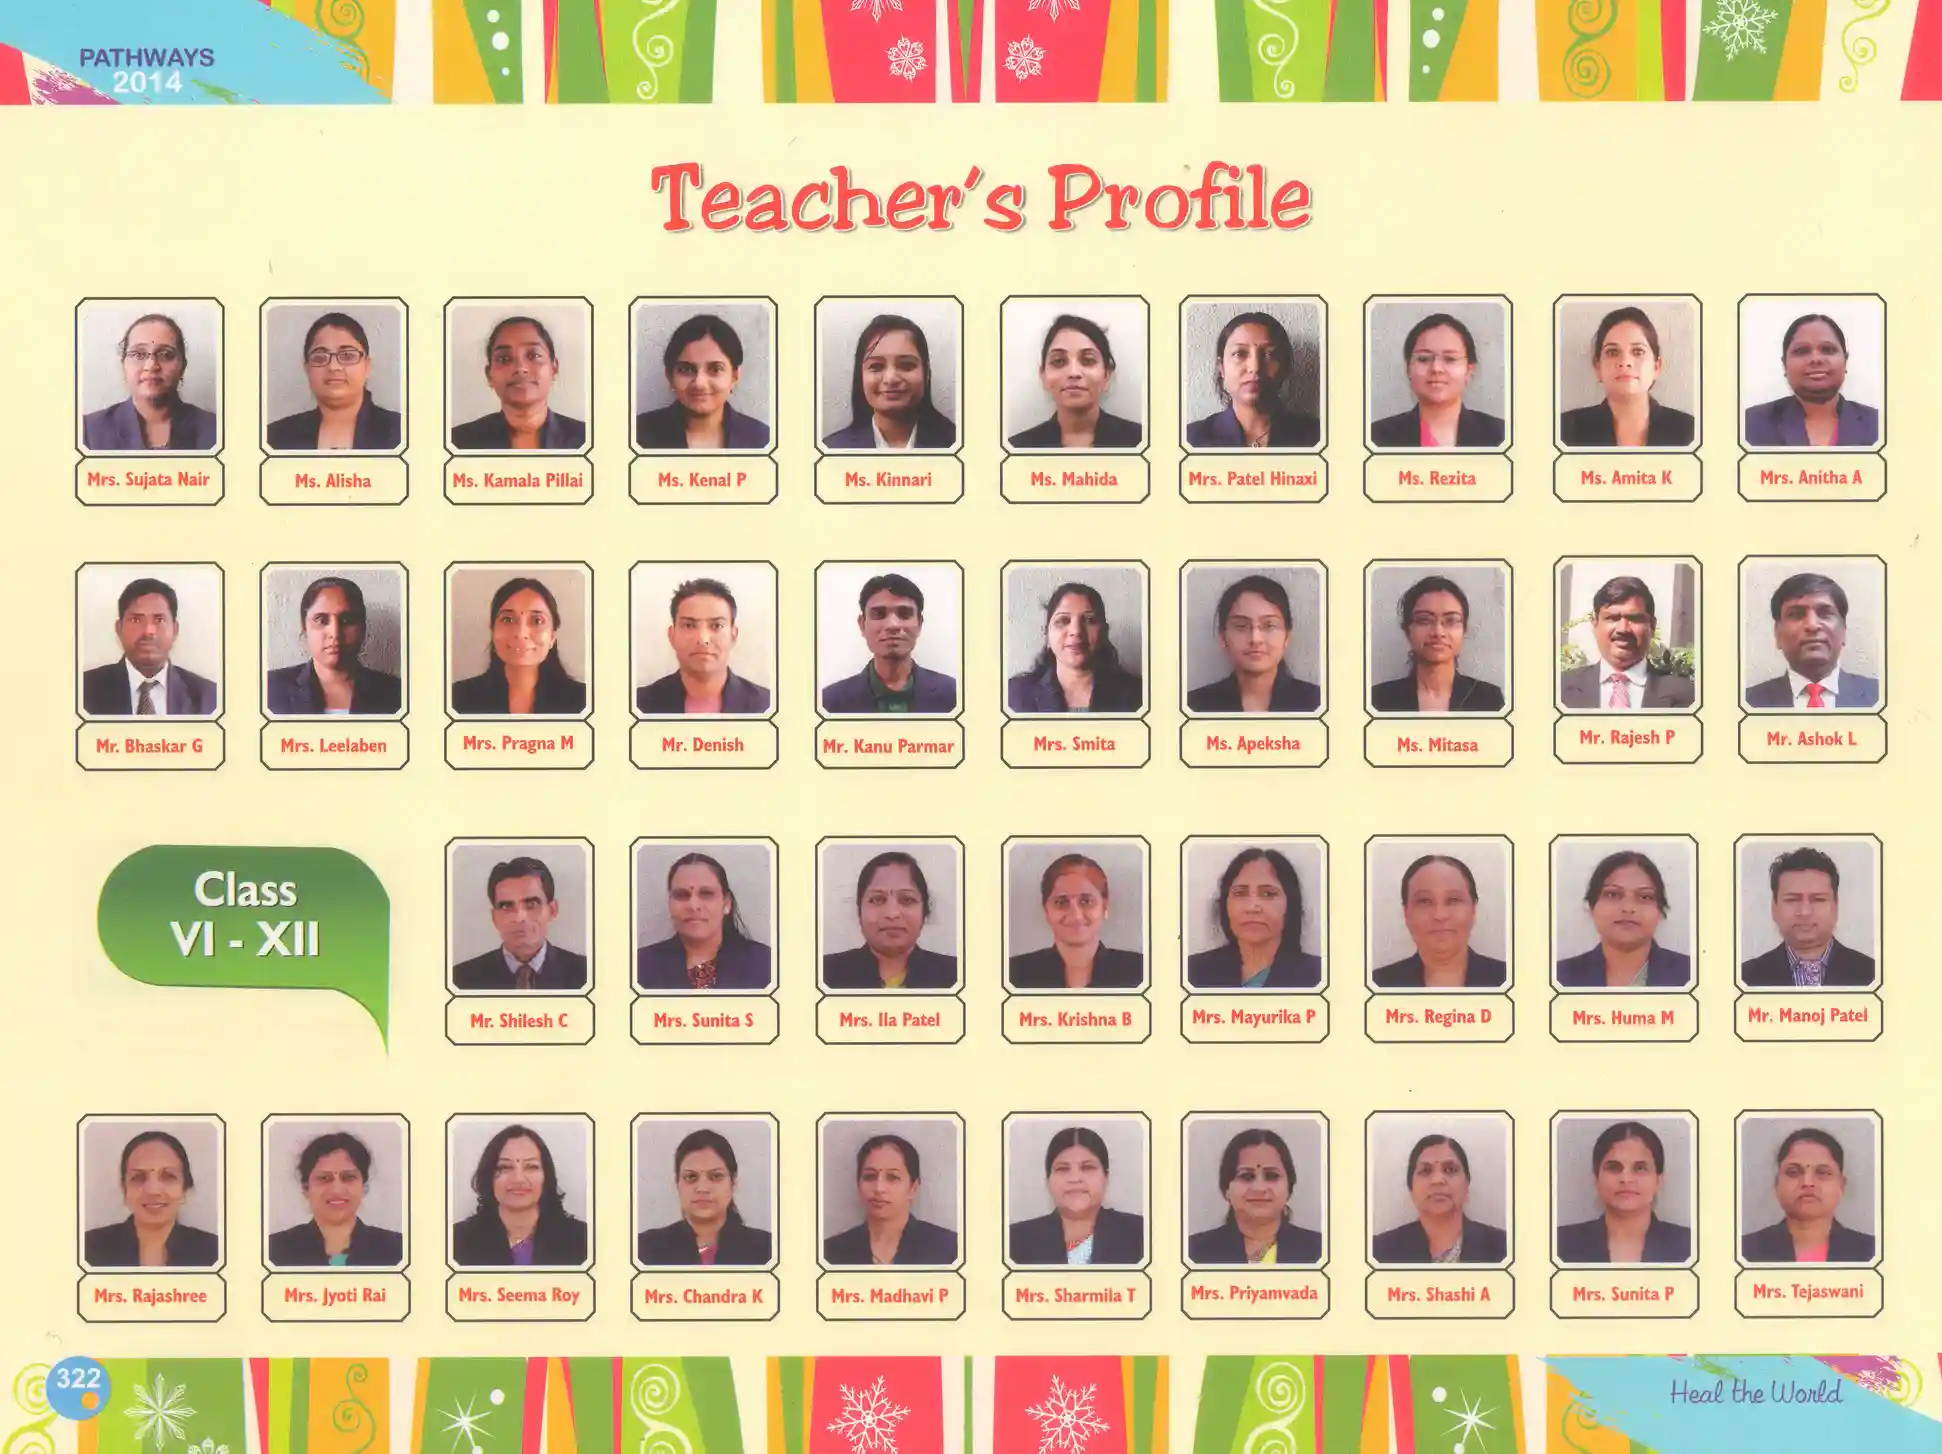 PATHWAYS
2014
Teacher's Profile
Mrs. Sujata Nair
Ms. Alisha
Ms. Kamala Pillai
Ms. Kenal P
Ms. Kinnari
Ms. Mahida
Mrs. Patel Hinaxi
Ms. Rezita
Ms. Amita K
Mrs. Anitha A
Mr. Bhaskar G
Mrs. Leelaben
Mrs. Pragna M
Mr. Denish
Mr. Kanu Parmar
Mrs. Smita
Ms. Apeksha
Ms. Mitasa
Mr. Rajesh P
Mr. Ashok L
Class
VI - XII
Mr. Shilesh C
Mrs. Sunita S
Mrs. Ila Patel
Mrs. Krishna B
Mrs. Mayurika P
Mrs. Regina D
Mrs. Huma M
Mr. Manoj Patel
Mrs. Rajashree
Mrs. Jyoti Rai
Mrs. Seema Roy
Mrs. Chandra K
Mrs. Madhavi P
Mrs. Sharmila T
Mrs. Priyamvada
Mrs. Shashi A
Mrs. Sunita P
Mrs. Tejaswani
322
Heal the World